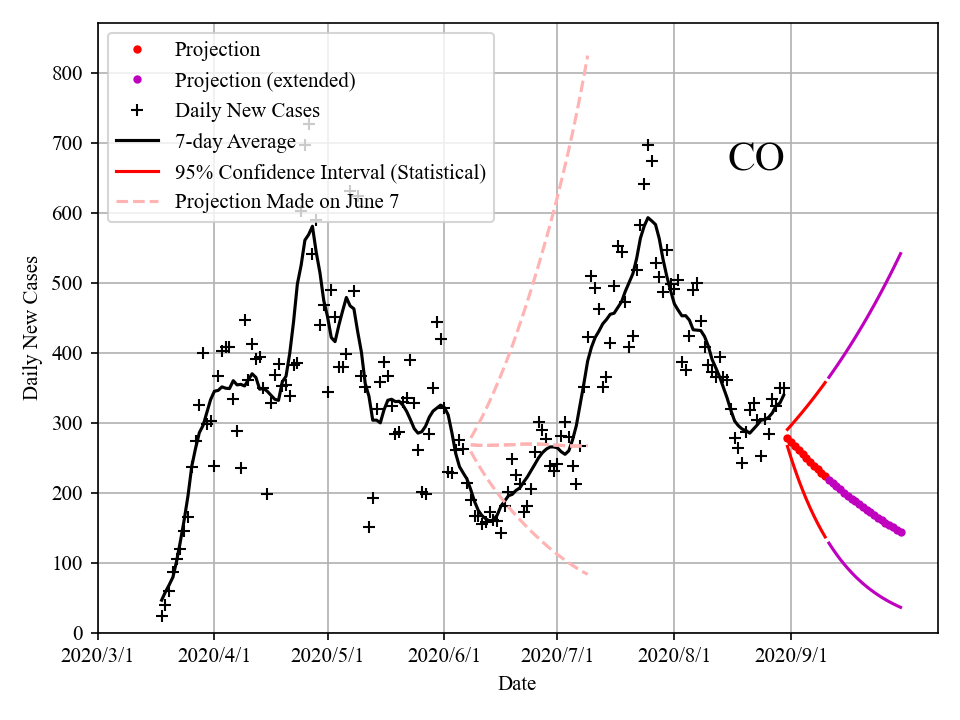 Projection
Projection (extended)
Daily New Cases
7-day Average
95% Confidence Interval (Statistical)
Projection Made on June 7
CO
Daily New Cases
800
700
600
500
400
300
200
100
0
2020/3/1 2020/4/1 2020/5/1 2020/6/1 2020/7/1 2020/8/1 2020/9/1
Date